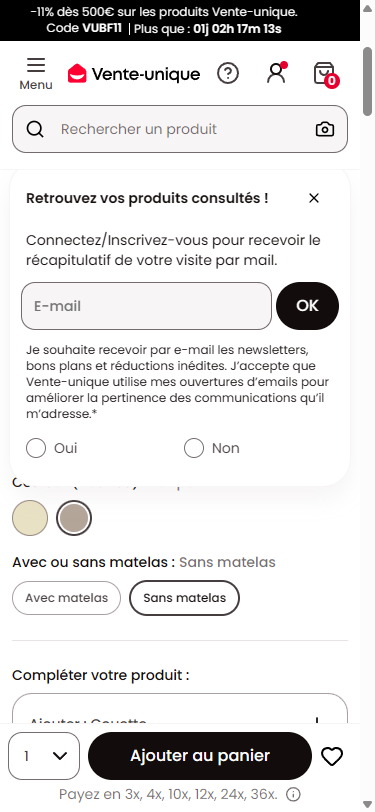 -11% dès 500€ sur les produits Vente-unique.
Code VUBF11 | Plus que : 01j 02h 17m 13s
Menu
Vente-unique
0
Rechercher un produit
Retrouvez vos produits consultés !
Connectez/Inscrivez-vous pour recevoir le
récapitulatif de votre visite par mail.
E-mail
OK
Je souhaite recevoir par e-mail les newsletters,
bons plans et réductions inédites. J’accepte que
Vente-unique utilise mes ouvertures d’emails pour
améliorer la pertinence des communications qu’il
m’adresse.*
Oui
Non
Avec ou sans matelas : Sans matelas
Avec matelas
Sans matelas
Compléter votre produit :
Ajouter : Couette
1
Ajouter au panier
Payez en 3x, 4x, 10x, 12x, 24x, 36x.